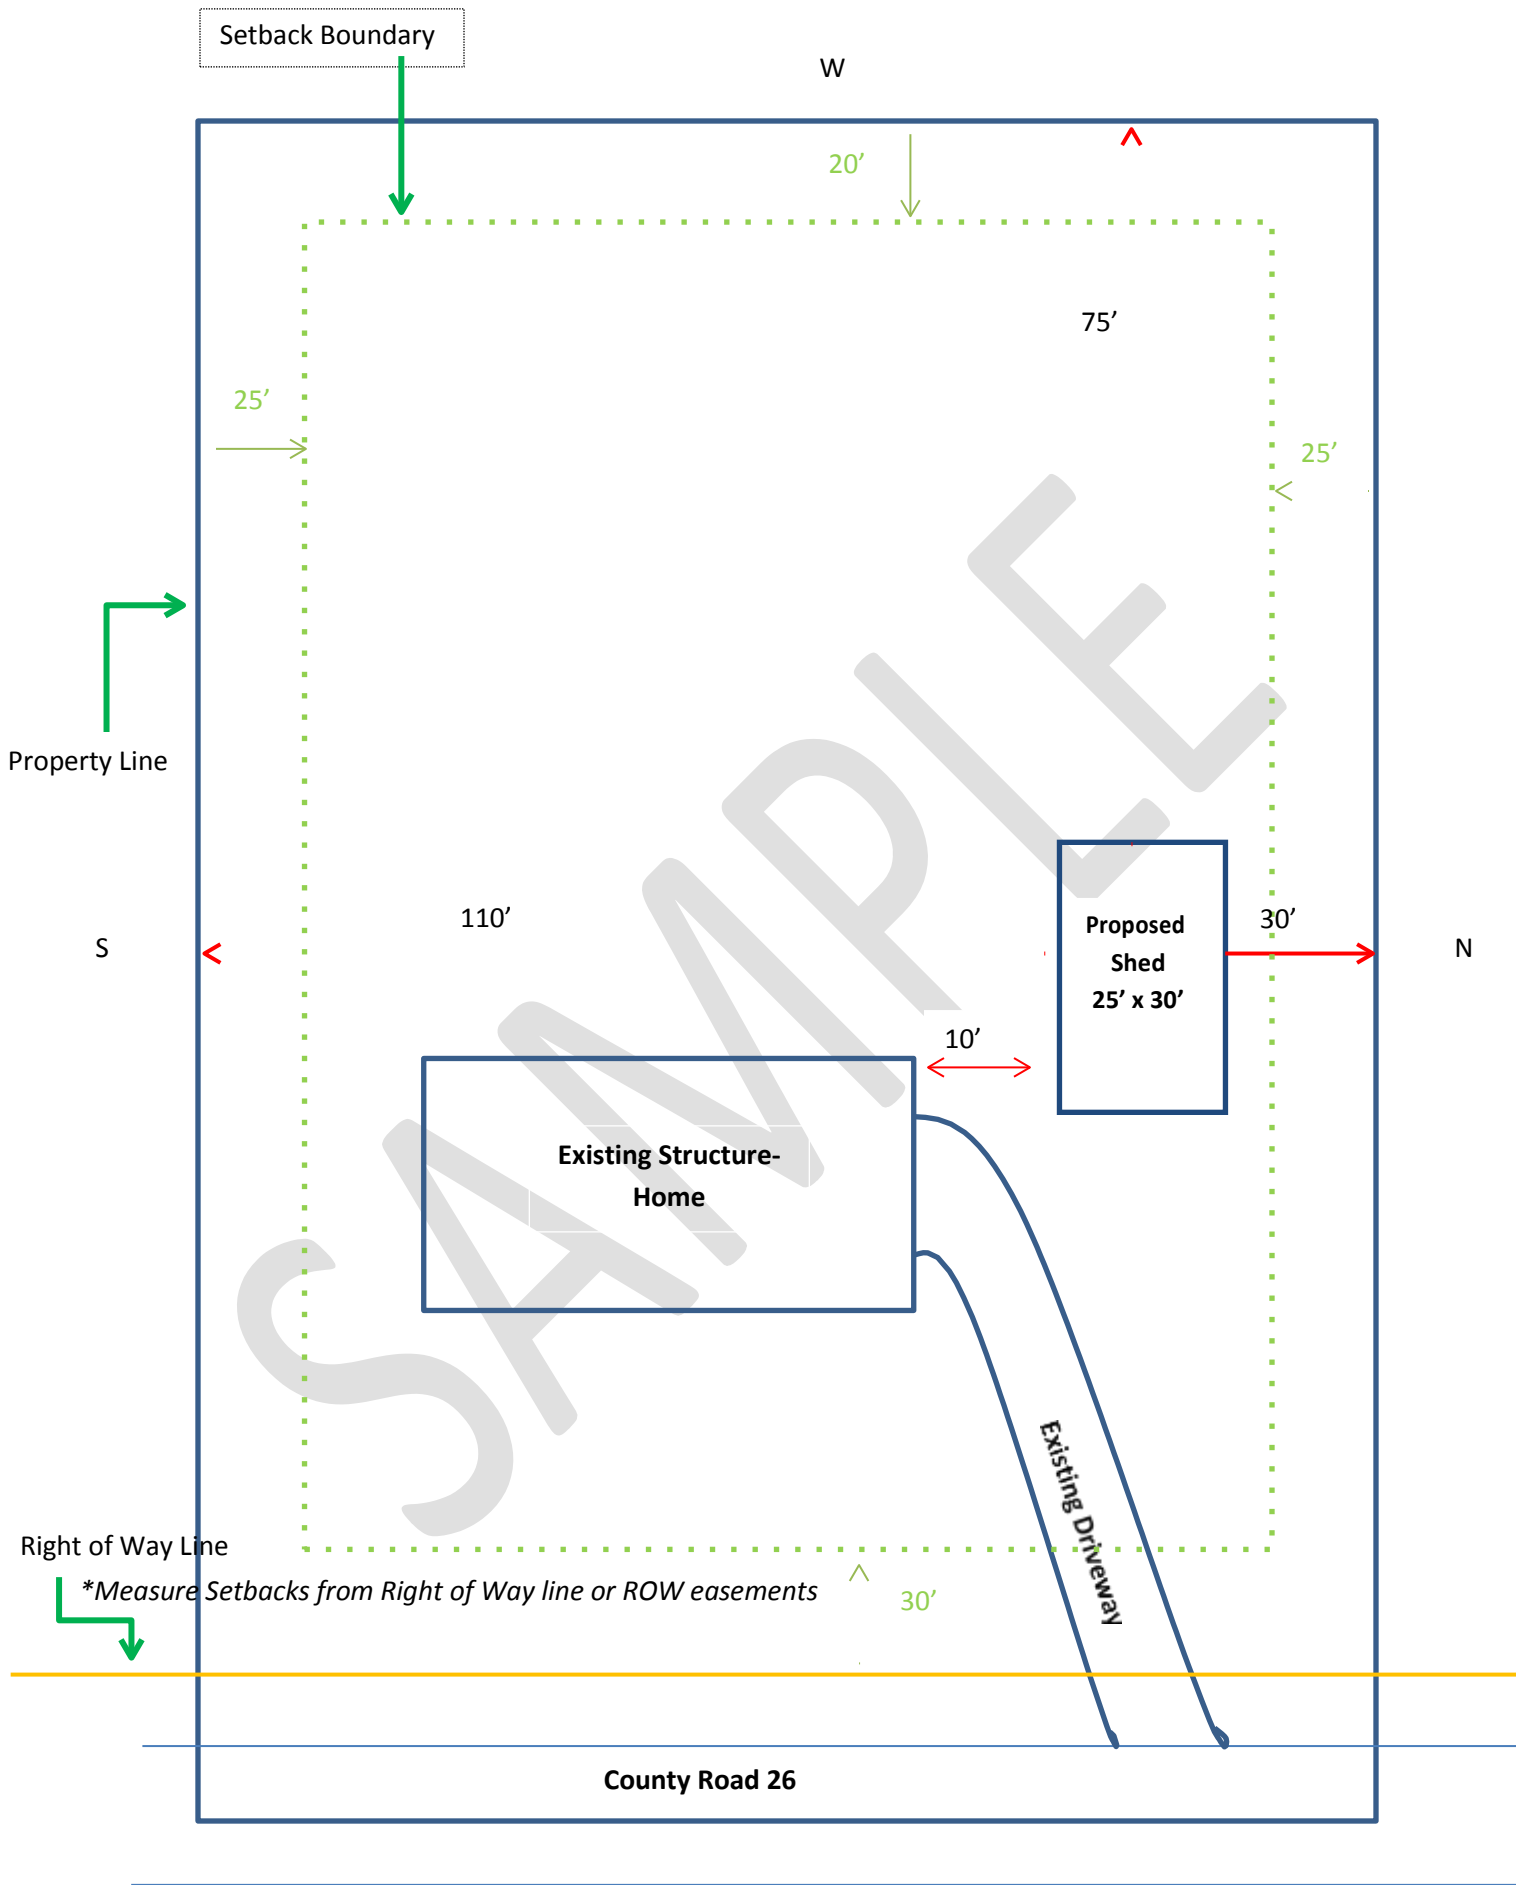 Setback Boundary
W
20’
75’
25’
25’
Property Line
110’
Proposed
Shed
25’ x 30’
30’
S
N
10’
Existing Structure-
Home
SAMPLE
Existing Driveway
Right of Way Line
*Measure Setbacks from Right of Way line or ROW easements
30’
County Road 26